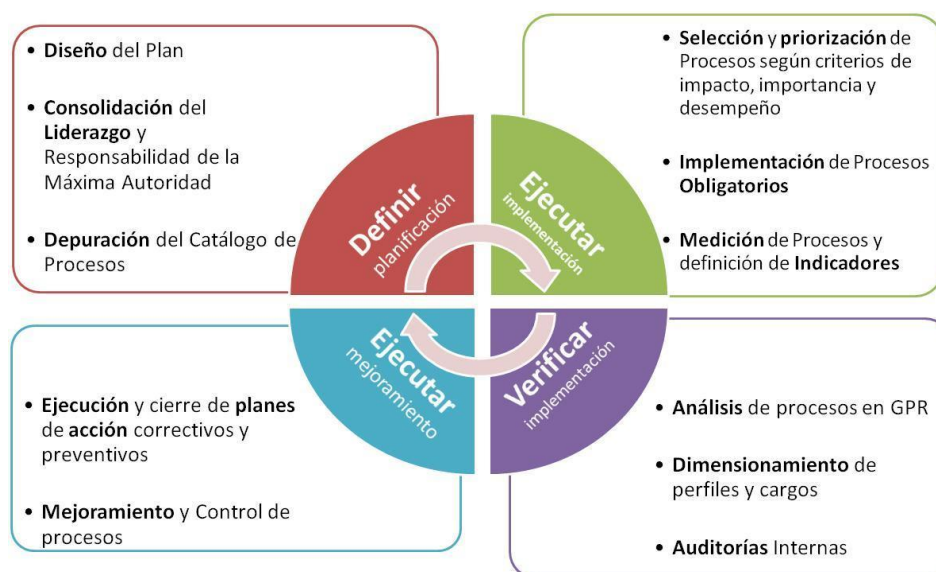 • Diseño del Plan
• Consolidación del
Liderazgo y
Responsabilidad de la
Máxima Autoridad
• Depuración del Catálogo de
Procesos
Definir
planificación
• Selección y priorización de
Procesos según criterios de
impacto, importancia y
desempeño
• Implementación de Procesos
Obligatorios
• Medición de Procesos y
definición de Indicadores
Ejecutar
implementación
• Ejecución y cierre de planes
de acción correctivos y
preventivos
• Mejoramiento y Control de
procesos
Ejecutar
mejoramiento
Verificar
implementación
• Análisis de procesos en GPR
• Dimensionamiento de
perfiles y cargos
• Auditorías Internas